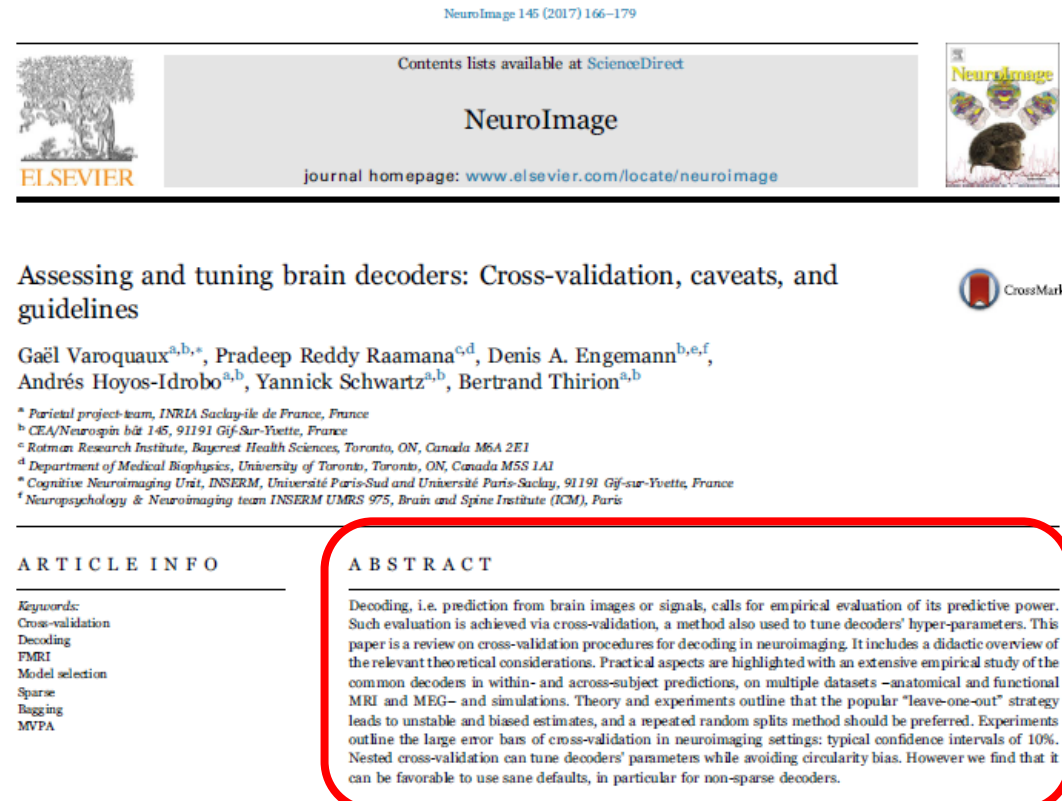 NeuroImage 145 (2017) 166–179
Contents lists available at ScienceDirect
NeuroImage
journal homepage: www.elsevier.com/locate/neuroimage
ELSEVIER
NeuroImage
Assessing and tuning brain decoders: Cross-validation, caveats, and
guidelines
CrossMark
Gaël Varoquaux a,b,*, Pradeep Reddy Raamana c,d, Denis A. Engemann b,e,f,
Andrés Hoyos-Idrobo a,b, Yannick Schwartz a,b, Bertrand Thirion a,b
a Parietal project-team, INRIA Saclay-ile de France, France
b CEA/Neurospin bât 145, 91191 Gif-Sur-Yvette, France
c Rotman Research Institute, Baycrest Health Sciences, Toronto, ON, Canada M6A 2E1
d Department of Medical Biophysics, University of Toronto, Toronto, ON, Canada M5S 1A1
e Cognitive Neuroimaging Unit, INSERM, Université Paris-Sud and Université Paris-Saclay, 91191 Gif-sur-Yvette, France
f Neuropsychology & Neuroimaging team INSERM UMRS 975, Brain and Spine Institute (ICM), Paris
ARTICLE INFO
Keywords:
Cross-validation
Decoding
FMRI
Model selection
Sparse
Bagging
MVPA
ABSTRACT
Decoding, i.e. prediction from brain images or signals, calls for empirical evaluation of its predictive power.
Such evaluation is achieved via cross-validation, a method also used to tune decoders' hyper-parameters. This
paper is a review on cross-validation procedures for decoding in neuroimaging. It includes a didactic overview of
the relevant theoretical considerations. Practical aspects are highlighted with an extensive empirical study of the
common decoders in within- and across-subject predictions, on multiple datasets –anatomical and functional
MRI and MEG– and simulations. Theory and experiments outline that the popular “leave-one-out” strategy
leads to unstable and biased estimates, and a repeated random splits method should be preferred. Experiments
outline the large error bars of cross-validation in neuroimaging settings: typical confidence intervals of 10%.
Nested cross-validation can tune decoders' parameters while avoiding circularity bias. However we find that it
can be favorable to use sane defaults, in particular for non-sparse decoders.